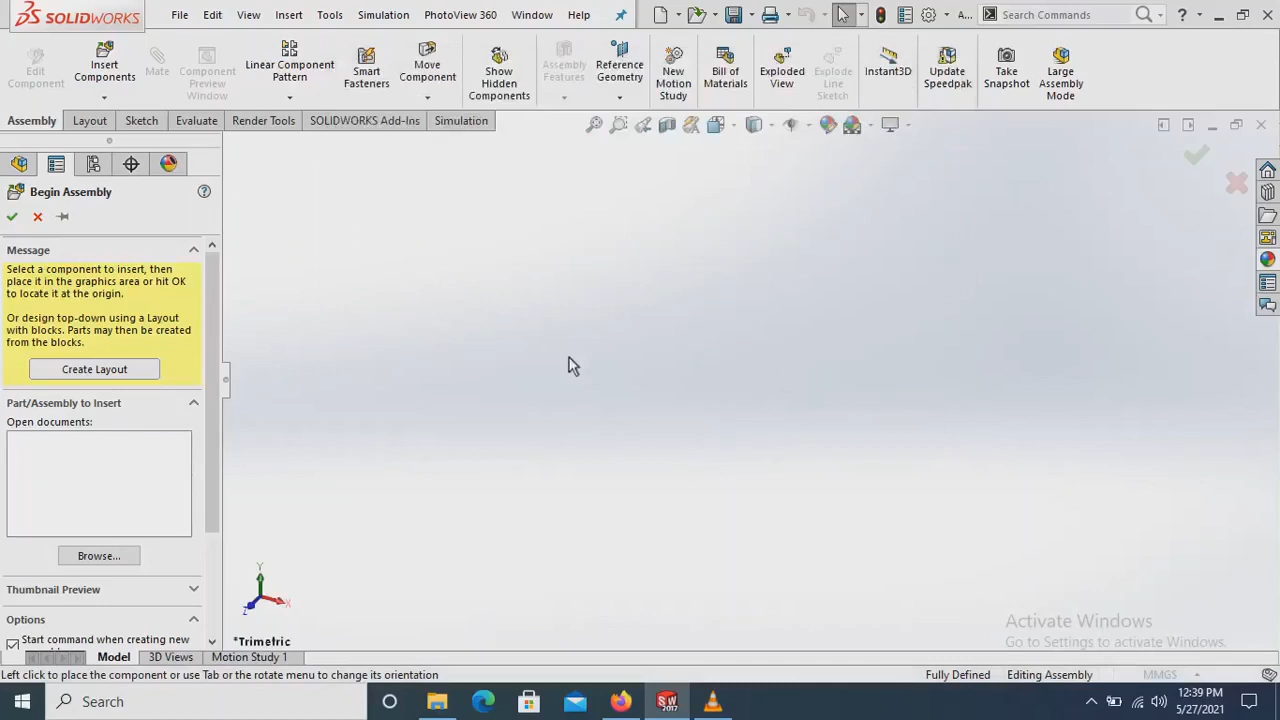 SOLIDWORKS File Edit View Insert Tools Simulation PhotoView 360 Window Help A... Search Commands ?
Edit Component
Insert Components
Mate
Component Preview Window
Linear Component Pattern
Smart Fasteners
Move Component
Show Hidden Components
Assembly Features
Reference Geometry
New Motion Study
Bill of Materials
Exploded View
Explode Line Sketch
Instant3D
Update Speedpak
Take Snapshot
Large Assembly Mode
Assembly Layout Sketch Evaluate Render Tools SOLIDWORKS Add-Ins Simulation
Begin Assembly ?
Message
Select a component to insert, then
place it in the graphics area or hit OK
to locate it at the origin.
Or design top-down using a Layout
with blocks. Parts may then be created
from the blocks.
Create Layout
Part/Assembly to Insert
Open documents:
Browse...
Thumbnail Preview
Options
Start command when creating new
Y
X
Z
*Trimetric
Activate Windows
Go to Settings to activate Windows.
Model 3D Views Motion Study 1
Left click to place the component or use Tab or the rotate menu to change its orientation Fully Defined Editing Assembly MMGS
Search SW 2017 12:39 PM
5/27/2021